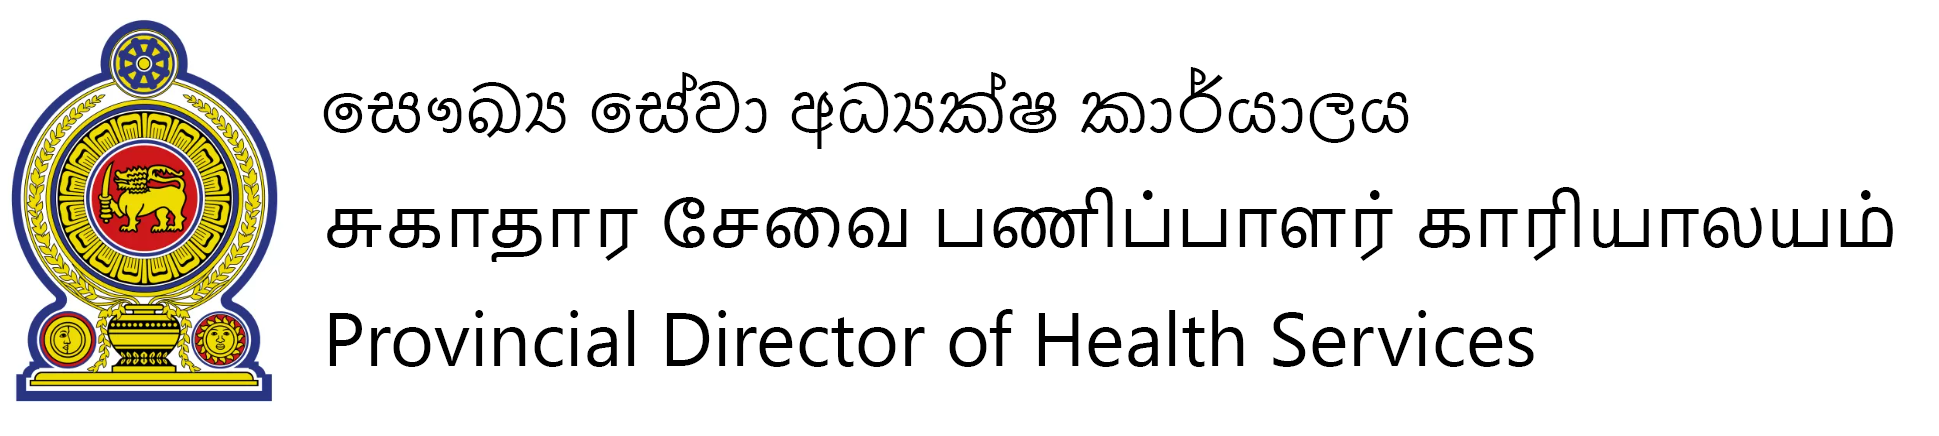 සෞඛ්‍ය සේවා අධ්‍යක්ෂ කාර්යාලය
சுகாதார சேவை பணிப்பாளர் காரியாலயம்
Provincial Director of Health Services